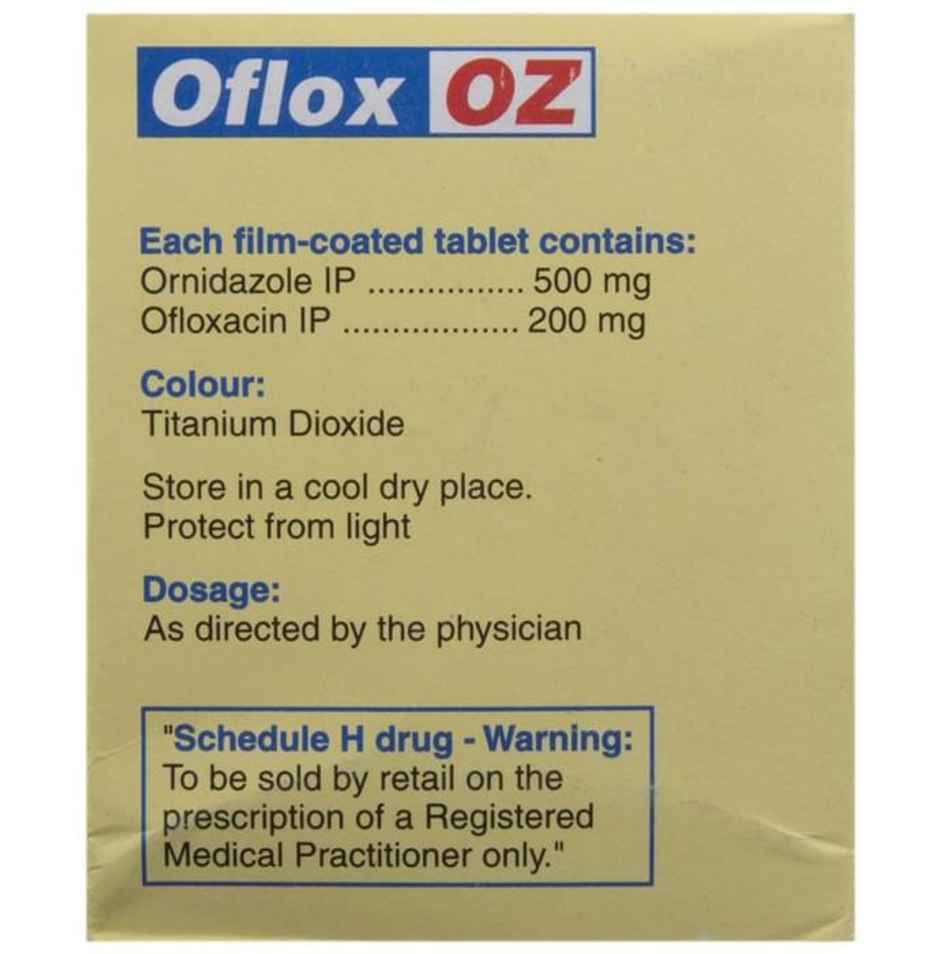 Oflox OZ
Each film-coated tablet contains:
Ornidazole IP ................ 500 mg
Ofloxacin IP .................. 200 mg
Colour:
Titanium Dioxide
Store in a cool dry place.
Protect from light
Dosage:
As directed by the physician
"Schedule H drug - Warning:
To be sold by retail on the
prescription of a Registered
Medical Practitioner only."